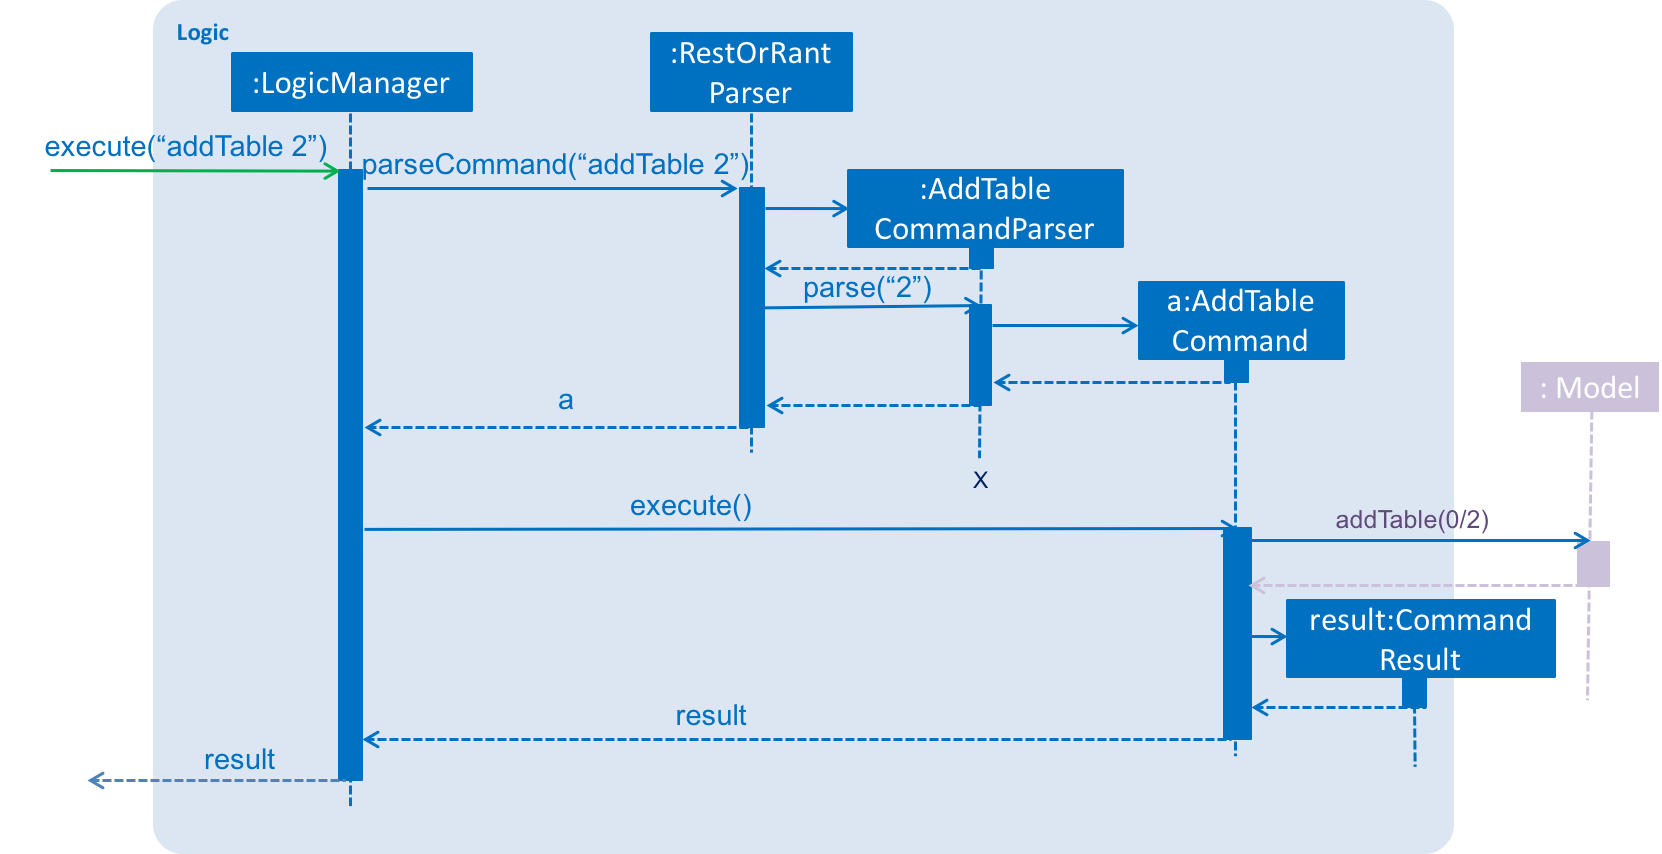 Logic
:LogicManager
:RestOrRant
Parser
execute(“addTable 2”)
parseCommand(“addTable 2”)
:AddTable
CommandParser
parse(“2”)
a:AddTable
Command
: Model
a
X
execute()
addTable(0/2)
result:Command
Result
result
result